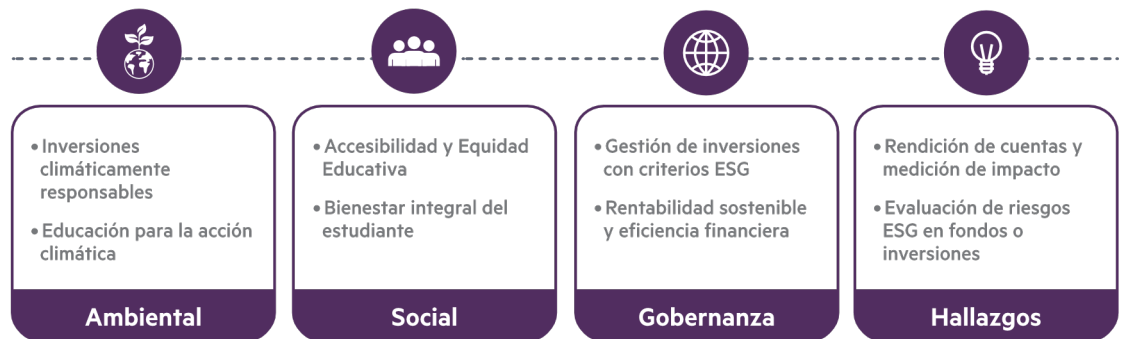 • Inversiones
climáticamente
responsables
• Educación para la acción
climática
Ambiental
• Accesibilidad y Equidad
Educativa
• Bienestar integral del
estudiante
Social
• Gestión de inversiones
con criterios ESG
• Rentabilidad sostenible
y eficiencia financiera
Gobernanza
• Rendición de cuentas y
medición de impacto
• Evaluación de riesgos
ESG en fondos o
inversiones
Hallazgos